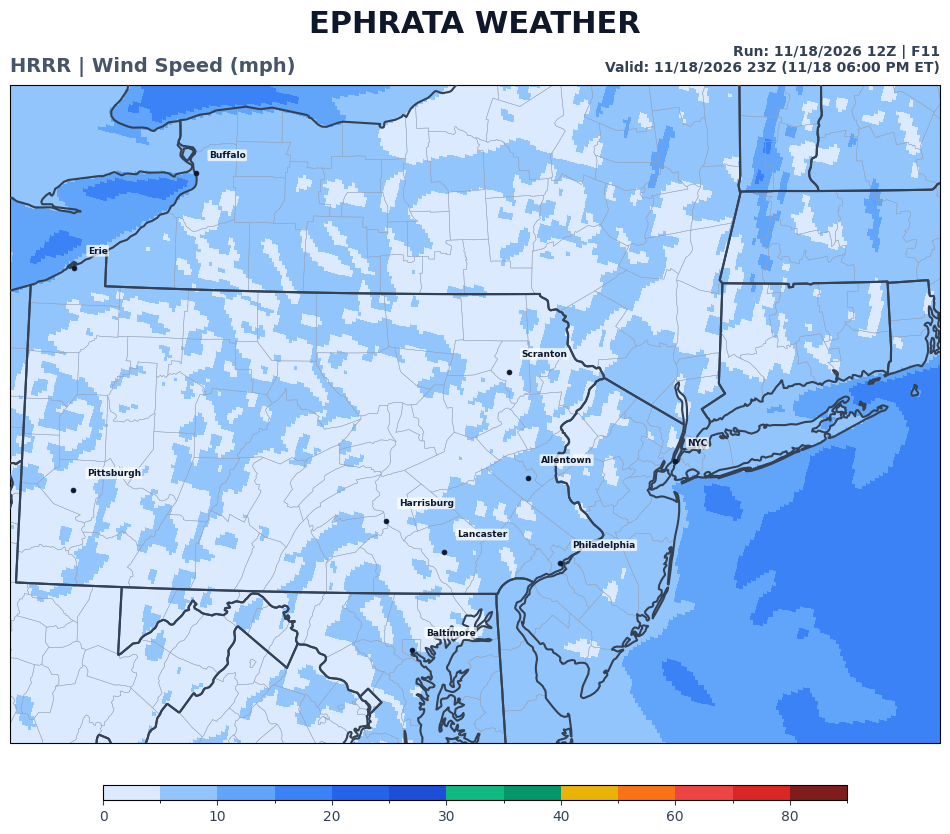 EPHRATA WEATHER
HRRR | Wind Speed (mph)
Run: 11/18/2026 12Z | F11
Valid: 11/18/2026 23Z (11/18 06:00 PM ET)
Buffalo
Erie
Scranton
NYC
Allentown
Pittsburgh
Harrisburg
Lancaster
Philadelphia
Baltimore
0 10 20 30 40 50 60 70 80